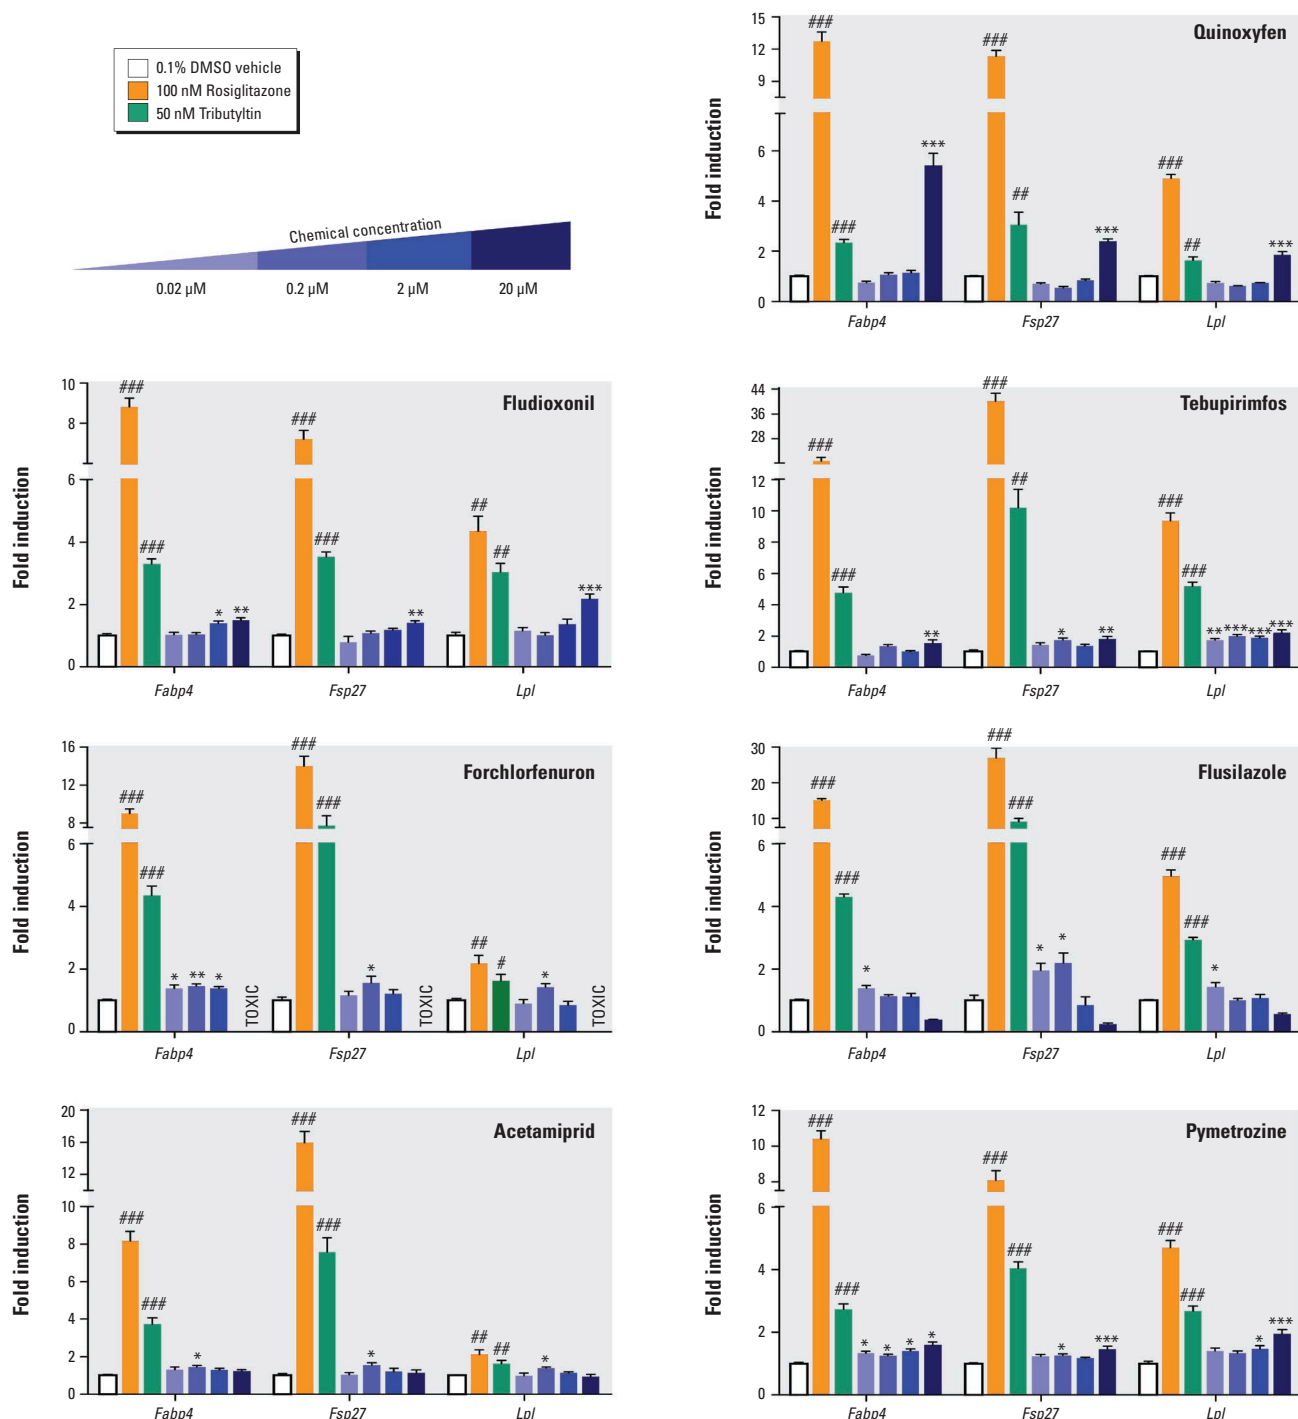 0.1% DMSO vehicle
100 nM Rosiglitazone
50 nM Tributyltin
Chemical concentration
0.02 µM 0.2 µM 2 µM 20 µM
Quinoxyfen
Fold induction
15
12
9
6
4
2
0
### ### ***
### ## ***
### ## ***
Fabp4 Fsp27 Lpl
Fludioxonil
Fold induction
10
8
6
4
2
0
### ### * **
### ### **
## ## ***
Fabp4 Fsp27 Lpl
Tebupirimfos
Fold induction
44
36
28
12
10
8
6
4
2
0
### ### **
### ## * **
### ### ** *** *** ***
Fabp4 Fsp27 Lpl
Forchlorfenuron
Fold induction
16
12
8
6
4
2
0
### ### * ** * TOXIC
### ### * TOXIC
## # * TOXIC
Fabp4 Fsp27 Lpl
Flusilazole
Fold induction
30
20
10
6
4
2
0
### ### *
### ### * *
### ### *
Fabp4 Fsp27 Lpl
Acetamiprid
Fold induction
20
16
12
10
8
6
4
2
0
### ### *
### ### *
## ## *
Fabp4 Fsp27 Lpl
Pymetrozine
Fold induction
12
10
8
6
4
2
0
### ### * * * *
### ### * ***
### ### * ***
Fabp4 Fsp27 Lpl